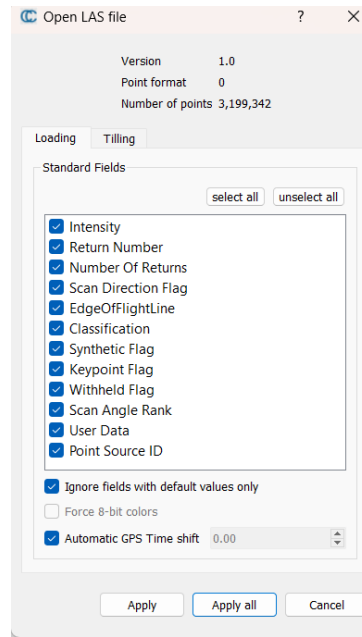 Open LAS file ? X
Version 1.0
Point format 0
Number of points 3,199,342
Loading Tilling
Standard Fields
select all unselect all
Intensity
Return Number
Number Of Returns
Scan Direction Flag
EdgeOfFlightLine
Classification
Synthetic Flag
Keypoint Flag
Withheld Flag
Scan Angle Rank
User Data
Point Source ID
Ignore fields with default values only
Force 8-bit colors
Automatic GPS Time shift 0.00
Apply Apply all Cancel